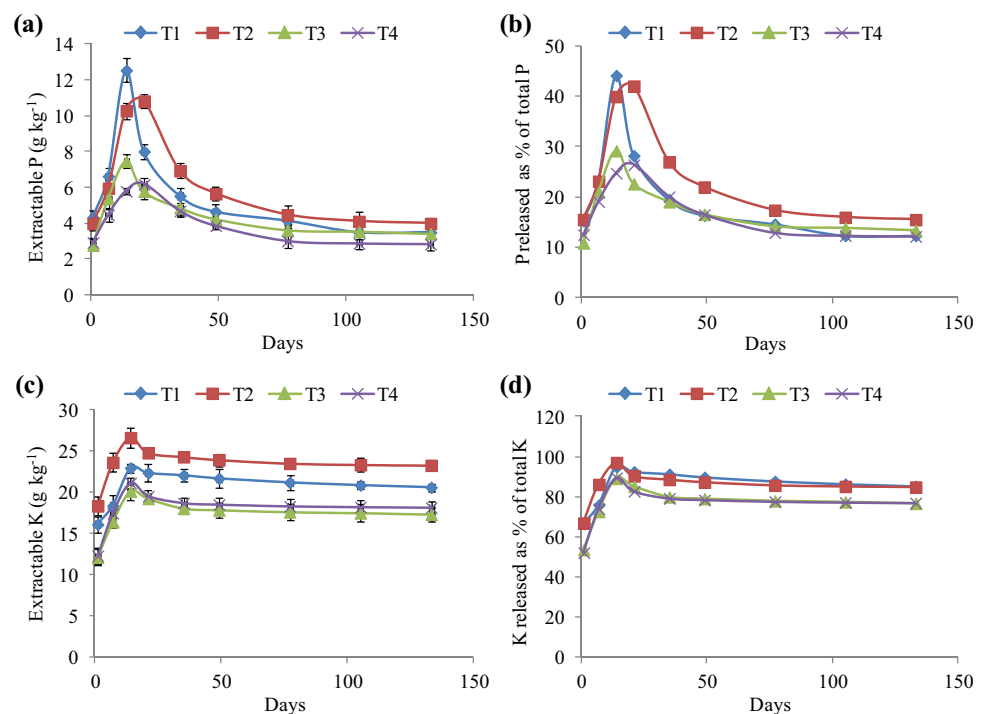 (a)
T1 T2 T3 T4
14
12
10
8
6
4
2
0
Extractable P (g kg⁻¹)
0 50 100 150
Days
(b)
T1 T2 T3 T4
50
40
30
20
10
0
P released as % of total P
0 50 100 150
Days
(c)
T1 T2 T3 T4
30
25
20
15
10
5
0
Extractable K (g kg⁻¹)
0 50 100 150
Days
(d)
T1 T2 T3 T4
120
100
80
60
40
20
0
K released as % of total K
0 50 100 150
Days